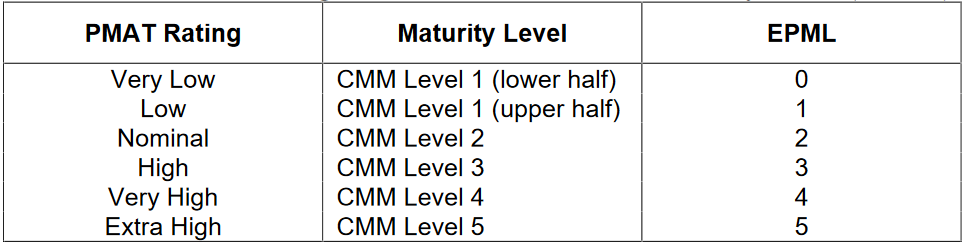 PMAT Rating Maturity Level EPML
Very Low CMM Level 1 (lower half) 0
Low CMM Level 1 (upper half) 1
Nominal CMM Level 2 2
High CMM Level 3 3
Very High CMM Level 4 4
Extra High CMM Level 5 5